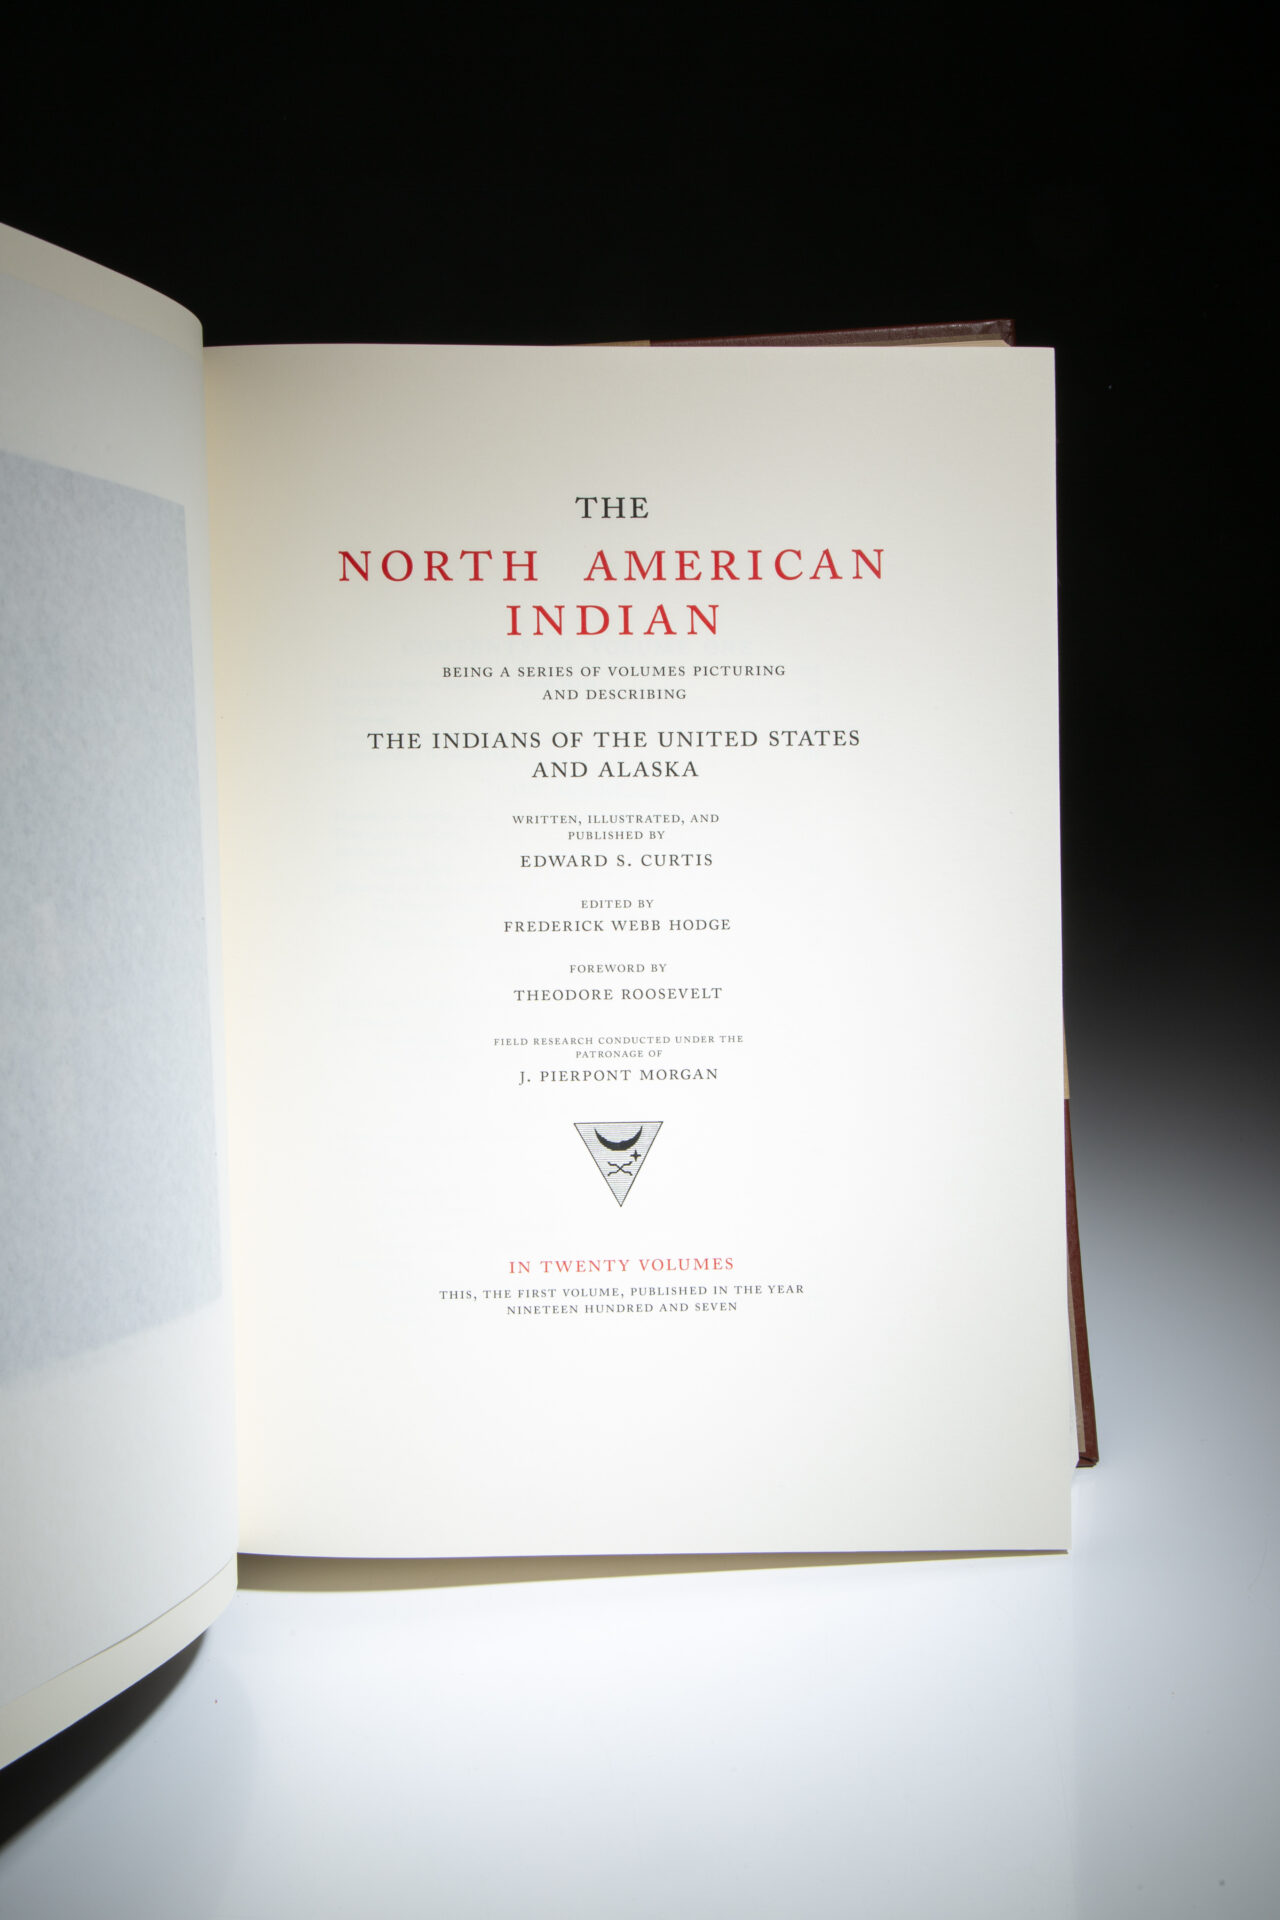 THE
NORTH AMERICAN
INDIAN
BEING A SERIES OF VOLUMES PICTURING
AND DESCRIBING
THE INDIANS OF THE UNITED STATES
AND ALASKA
WRITTEN, ILLUSTRATED, AND
PUBLISHED BY
EDWARD S. CURTIS
EDITED BY
FREDERICK WEBB HODGE
FOREWORD BY
THEODORE ROOSEVELT
FIELD RESEARCH CONDUCTED UNDER THE
PATRONAGE OF
J. PIERPONT MORGAN
IN TWENTY VOLUMES
THIS, THE FIRST VOLUME, PUBLISHED IN THE YEAR
NINETEEN HUNDRED AND SEVEN